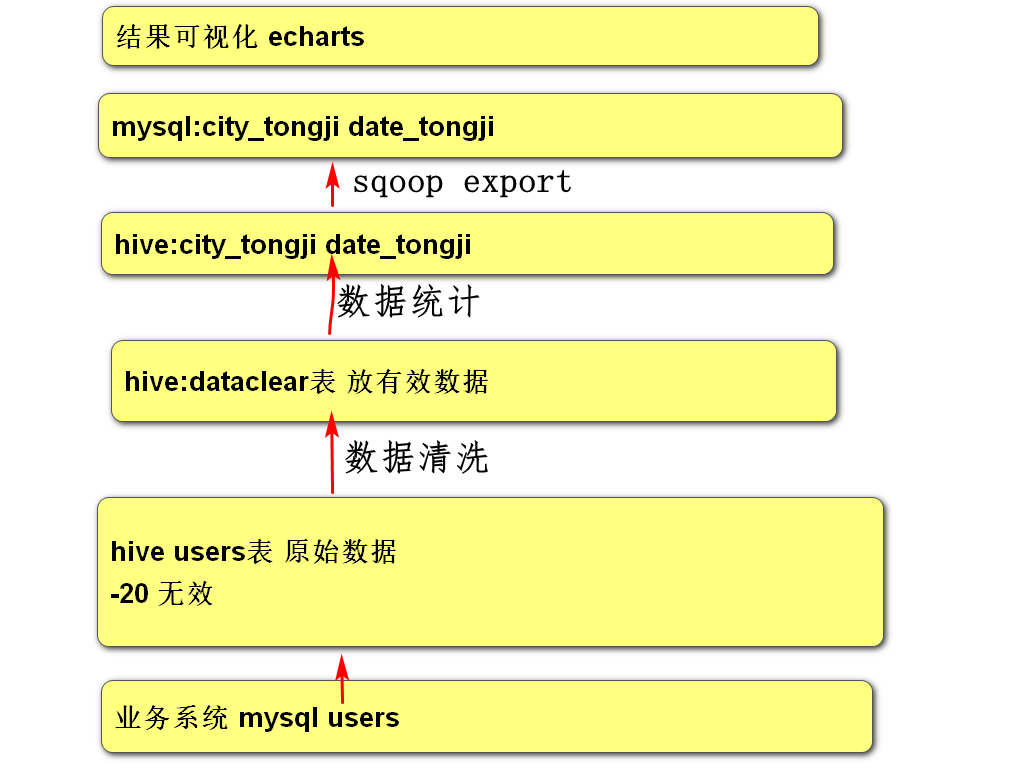 结果可视化 echarts
mysql:city_tongji date_tongji
sqoop export
hive:city_tongji date_tongji
数据统计
hive:dataclear表 放有效数据
数据清洗
hive users表 原始数据
-20 无效
业务系统 mysql users